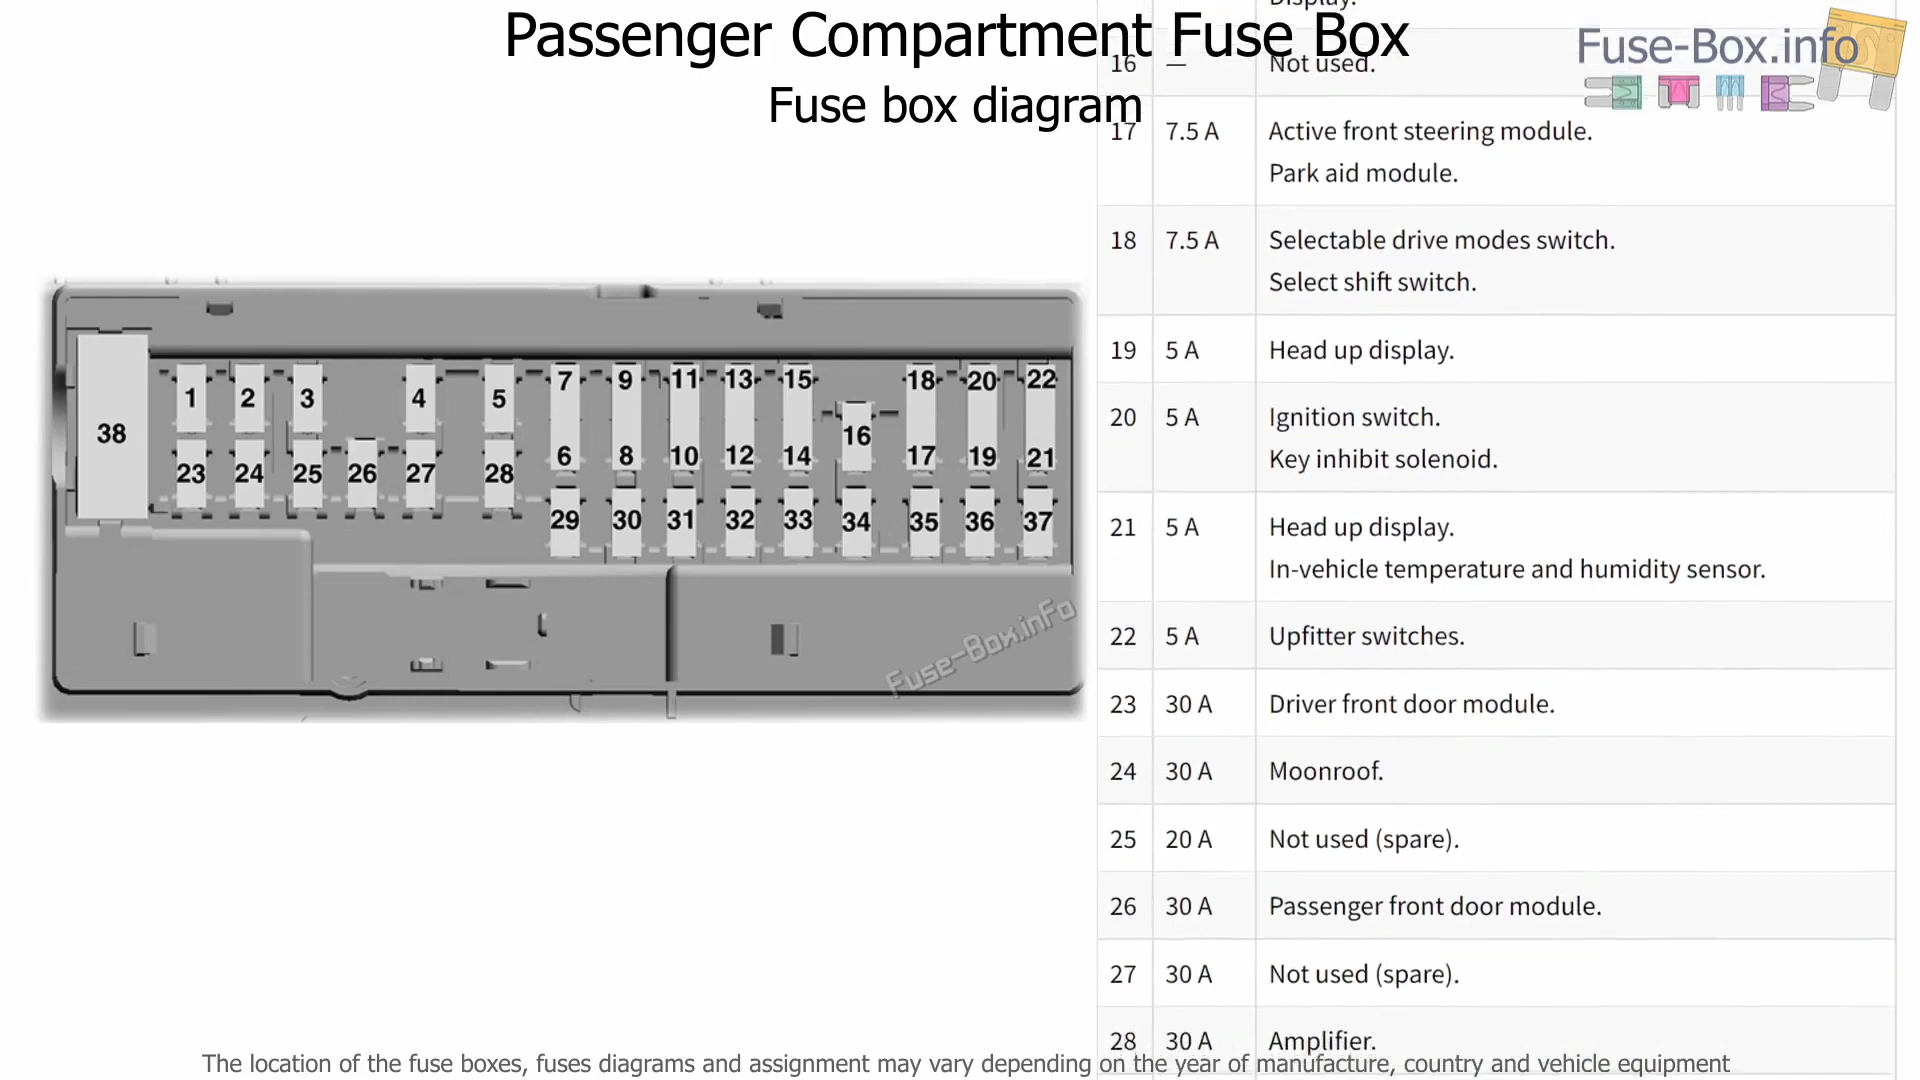 Display.
Passenger Compartment Fuse Box
Fuse box diagram
Fuse-Box.info
16 — Not used.
17 7.5 A Active front steering module.
Park aid module.
18 7.5 A Selectable drive modes switch.
Select shift switch.
19 5 A Head up display.
20 5 A Ignition switch.
Key inhibit solenoid.
21 5 A Head up display.
In-vehicle temperature and humidity sensor.
22 5 A Upfitter switches.
23 30 A Driver front door module.
24 30 A Moonroof.
25 20 A Not used (spare).
26 30 A Passenger front door module.
27 30 A Not used (spare).
28 30 A Amplifier.
38
1 2 3 4 5 7 9 11 13 15 18 20 22
16
23 24 25 26 27 28 6 8 10 12 14 17 19 21
29 30 31 32 33 34 35 36 37
Fuse-Box.inFo
The location of the fuse boxes, fuses diagrams and assignment may vary depending on the year of manufacture, country and vehicle equipment